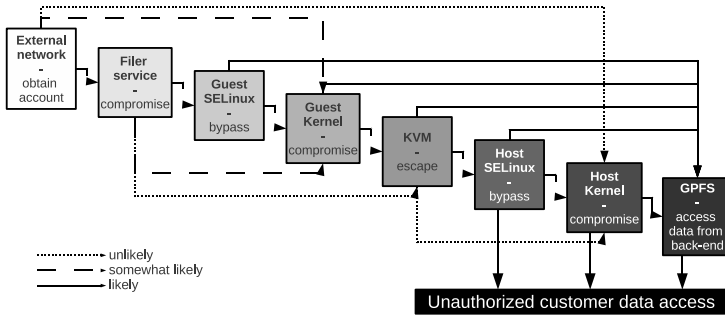 External
network
-
obtain
account
Filer
service
-
compromise
Guest
SELinux
-
bypass
Guest
Kernel
-
compromise
KVM
-
escape
Host
SELinux
-
bypass
Host
Kernel
-
compromise
GPFS
-
access
data from
back-end
unlikely
somewhat likely
likely
Unauthorized customer data access